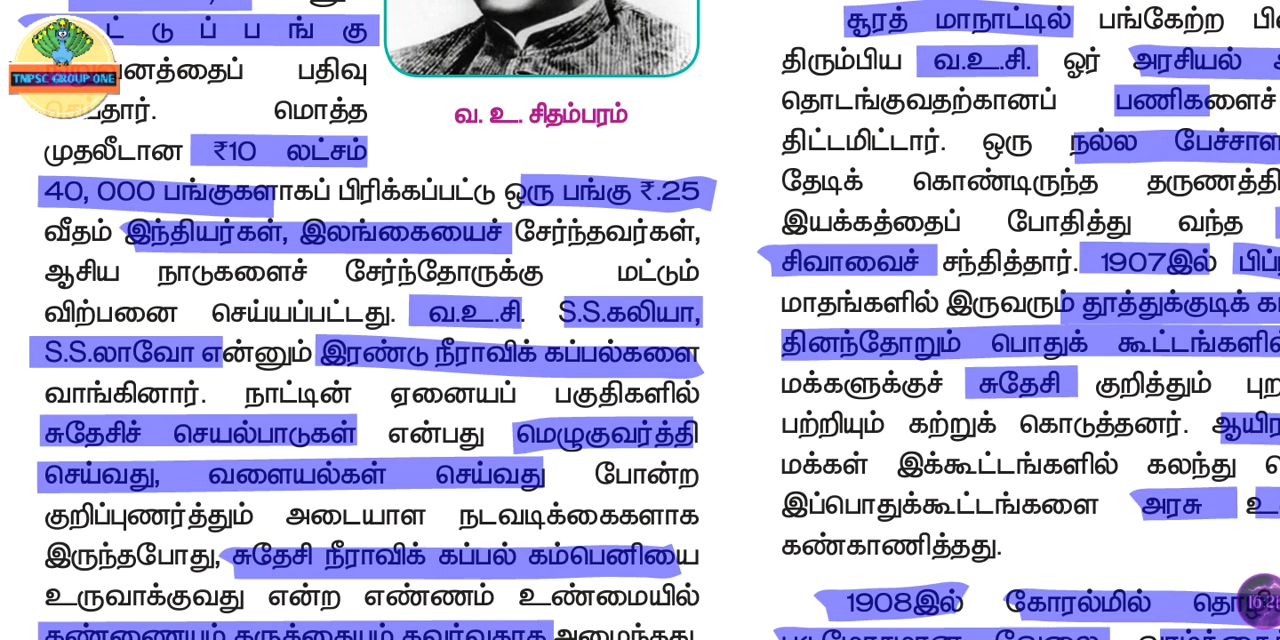 ட் டு ப் ப ங் கு
பதிவு
மொத்த
முதலீடான ₹10 லட்சம்
40, 000 பங்குகளாகப் பிரிக்கப்பட்டு ஒரு பங்கு ₹.25
வீதம் இந்தியர்கள், இலங்கையைச் சேர்ந்தவர்கள்,
ஆசிய நாடுகளைச் சேர்ந்தோருக்கு மட்டும்
விற்பனை செய்யப்பட்டது. வ.உ.சி. S.S.கலியா,
S.S.லாவோ என்னும் இரண்டு நீராவிக் கப்பல்களை
வாங்கினார். நாட்டின் ஏனையப் பகுதிகளில்
சுதேசிச் செயல்பாடுகள் என்பது மெழுகுவர்த்தி
செய்வது, வளையல்கள் செய்வது போன்ற
குறிப்புணர்த்தும் அடையாள நடவடிக்கைகளாக
இருந்தபோது, சுதேசி நீராவிக் கப்பல் கம்பெனியை
உருவாக்குவது என்ற எண்ணம் உண்மையில்
அமைந்தது.
TNPSC GROUP ONE
வ. உ. சிதம்பரம்
சூரத் மாநாட்டில் பங்கேற்ற
திரும்பிய வ.உ.சி. ஓர் அரசியல்
தொடங்குவதற்கானப் பணிகளைச்
திட்டமிட்டார். ஒரு நல்ல
தேடிக் கொண்டிருந்த
இயக்கத்தைப் போதித்து வந்த
சிவாவைச் சந்தித்தார். 1907இல்
மாதங்களில் இருவரும் தூத்துக்குடிக்
தினந்தோறும் பொதுக்
மக்களுக்குச் சுதேசி குறித்தும்
பற்றியும் கற்றுக் கொடுத்தனர்.
மக்கள் இக்கூட்டங்களில் கலந்து
இப்பொதுக்கூட்டங்களை அரசு
கண்காணித்தது.
1908இல் கோரல்மில்